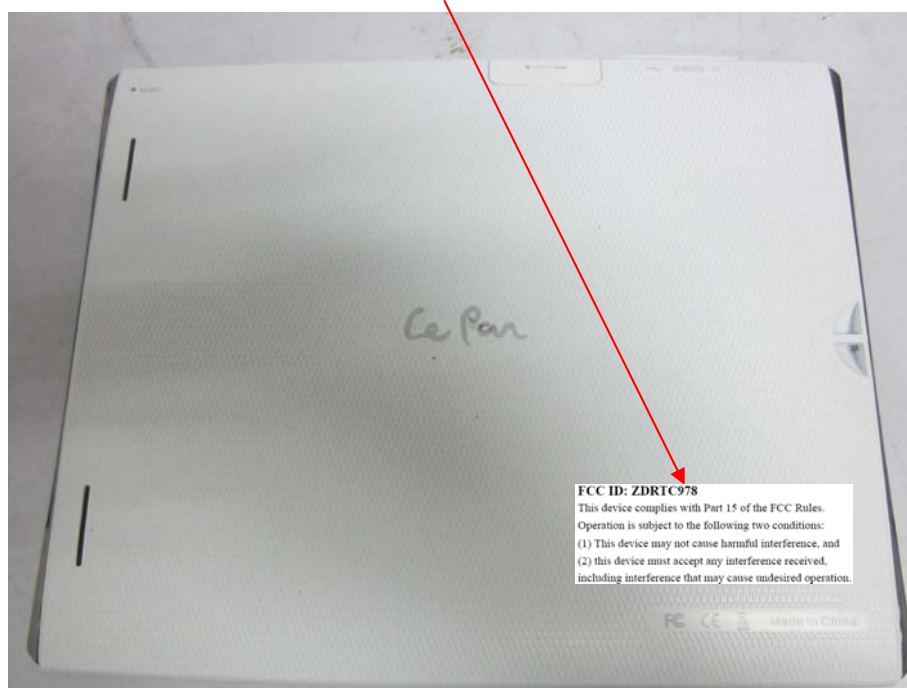 Le Pan
FCC ID: ZDRTC978
This device complies with Part 15 of the FCC Rules.
Operation is subject to the following two conditions:
(1) This device may not cause harmful interference, and
(2) this device must accept any interference received,
including interference that may cause undesired operation.
FC CE Made in China